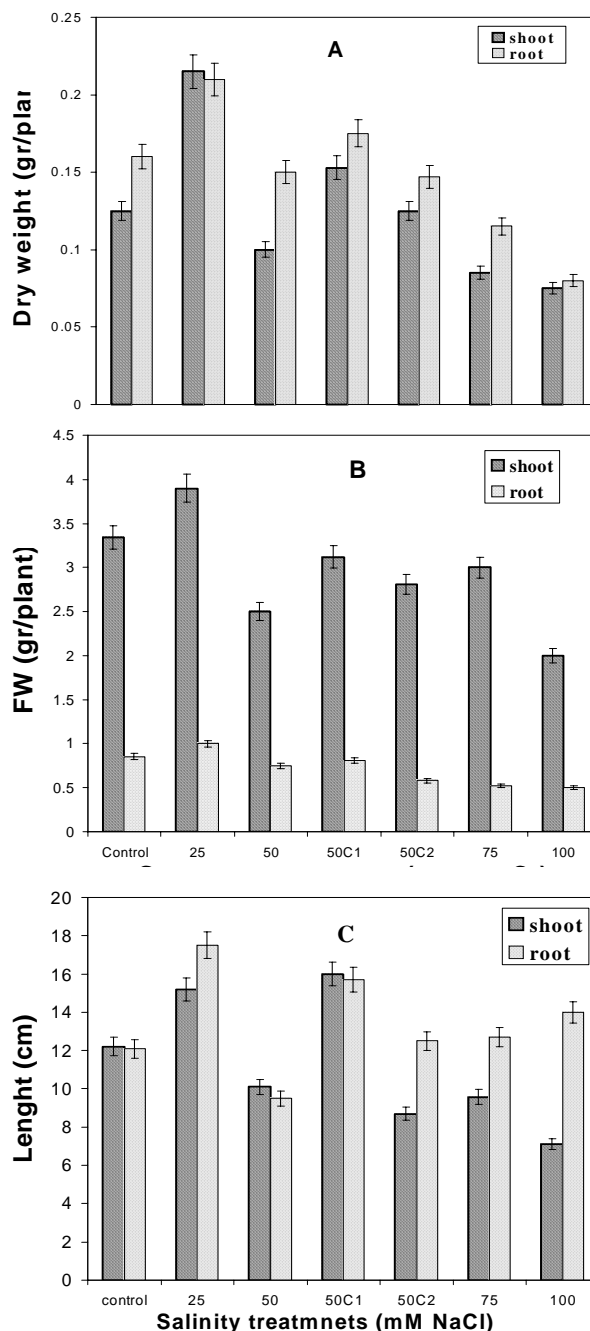 A
shoot
root
Dry weight (gr/plar
0.25
0.2
0.15
0.1
0.05
0
B
shoot
root
FW (gr/plant)
4.5
4
3.5
3
2.5
2
1.5
1
0.5
0
Control 25 50 50C1 50C2 75 100
C
shoot
root
Lenght (cm)
20
18
16
14
12
10
8
6
4
2
0
control 25 50 50C1 50C2 75 100
Salinity treatmnets (mM NaCl)